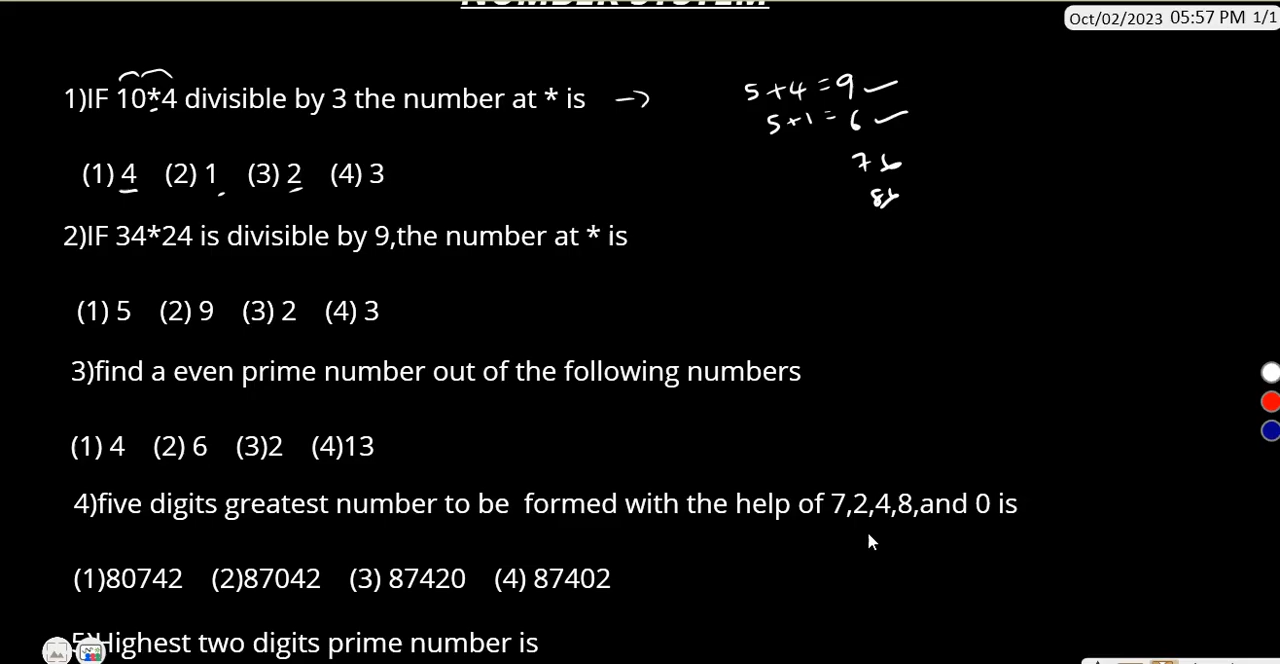 NUMBER SYSTEM
Oct/02/2023 05:57 PM 1/1
1)IF 10*4 divisible by 3 the number at * is →
5+4=9
5+1=6
(1) 4 (2) 1 (3) 2 (4) 3
7
8
2)IF 34*24 is divisible by 9,the number at * is
(1) 5 (2) 9 (3) 2 (4) 3
3)find a even prime number out of the following numbers
(1) 4 (2) 6 (3)2 (4)13
4)five digits greatest number to be formed with the help of 7,2,4,8,and 0 is
(1)80742 (2)87042 (3) 87420 (4) 87402
5)Highest two digits prime number is